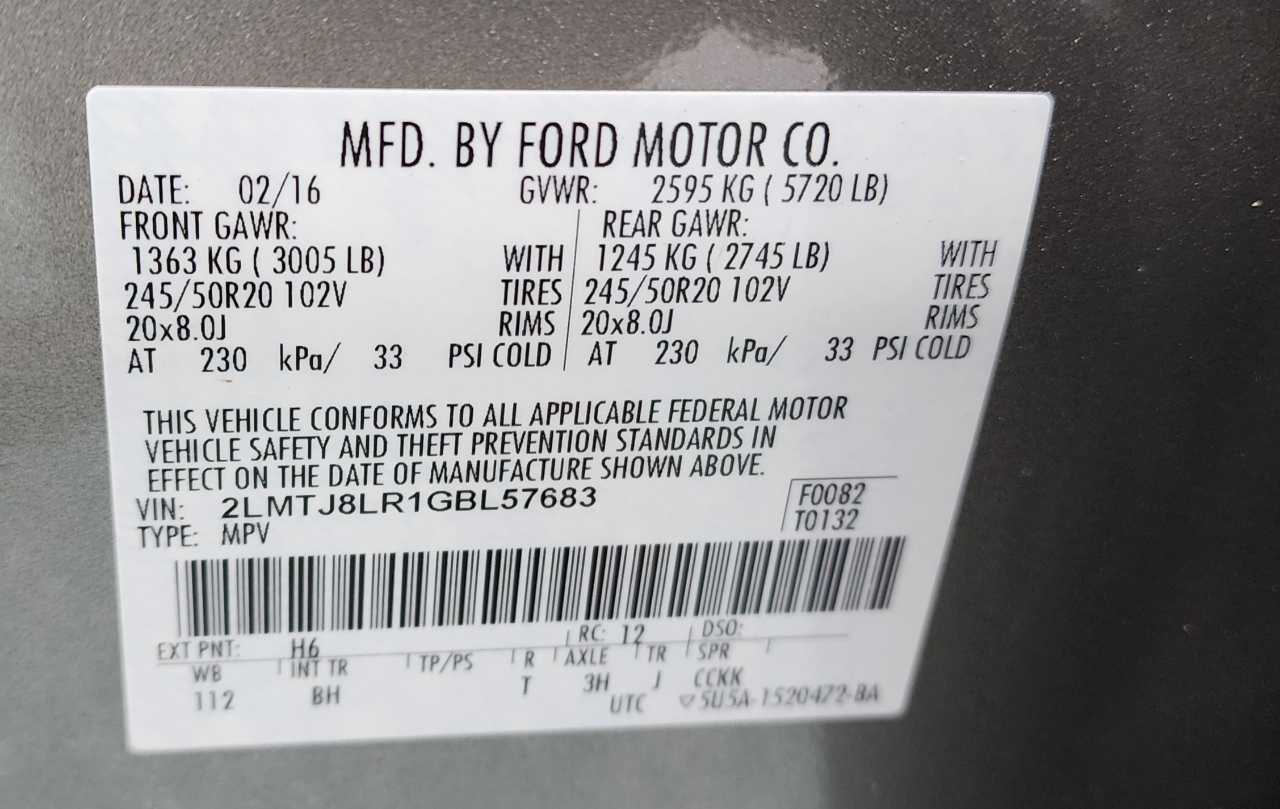 MFD. BY FORD MOTOR CO.
DATE: 02/16 GVWR: 2595 KG ( 5720 LB)
FRONT GAWR: REAR GAWR:
1363 KG ( 3005 LB) WITH 1245 KG ( 2745 LB) WITH
245/50R20 102V TIRES 245/50R20 102V TIRES
20x8.0J RIMS 20x8.0J RIMS
AT 230 kPa/ 33 PSI COLD AT 230 kPa/ 33 PSI COLD
THIS VEHICLE CONFORMS TO ALL APPLICABLE FEDERAL MOTOR
VEHICLE SAFETY AND THEFT PREVENTION STANDARDS IN
EFFECT ON THE DATE OF MANUFACTURE SHOWN ABOVE.
VIN: 2LMTJ8LR1GBL57683 F0082
TYPE: MPV T0132
EXT PNT: H6 RC: 12 DSO:
WB INT TR TP/PS R AXLE TR SPR
112 BH T 3H J CCKK
UTC ▽5U5A-1520472-BA